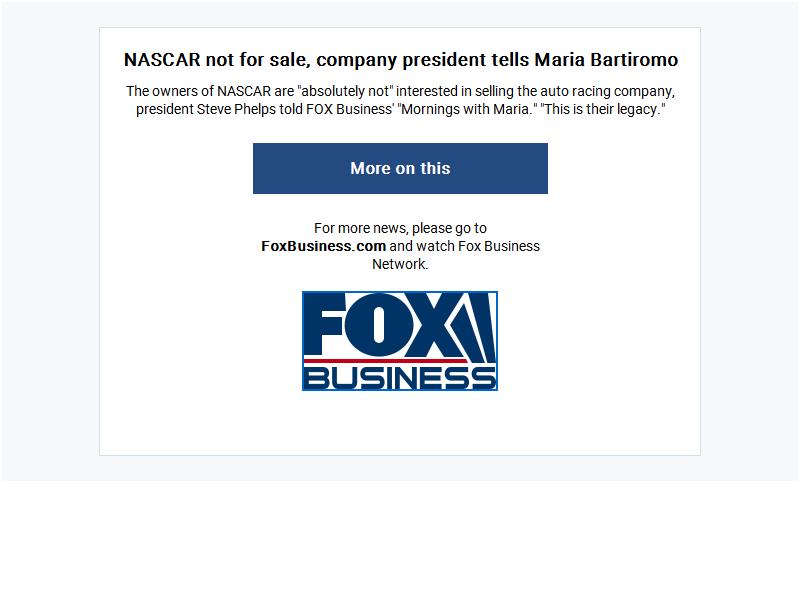 NASCAR not for sale, company president tells Maria Bartiromo
The owners of NASCAR are "absolutely not" interested in selling the auto racing company,
president Steve Phelps told FOX Business' "Mornings with Maria." "This is their legacy."
More on this
For more news, please go to
FoxBusiness.com and watch Fox Business
Network.
FOX
BUSINESS